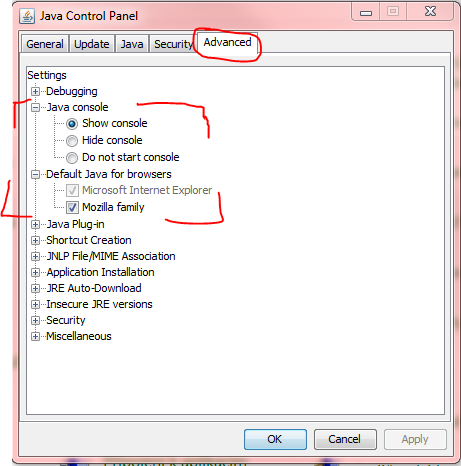 Java Control Panel
General Update Java Security Advanced
Settings
Debugging
Java console
Show console
Hide console
Do not start console
Default Java for browsers
Microsoft Internet Explorer
Mozilla family
Java Plug-in
Shortcut Creation
JNLP File/MIME Association
Application Installation
JRE Auto-Download
Insecure JRE versions
Security
Miscellaneous
OK Cancel Apply